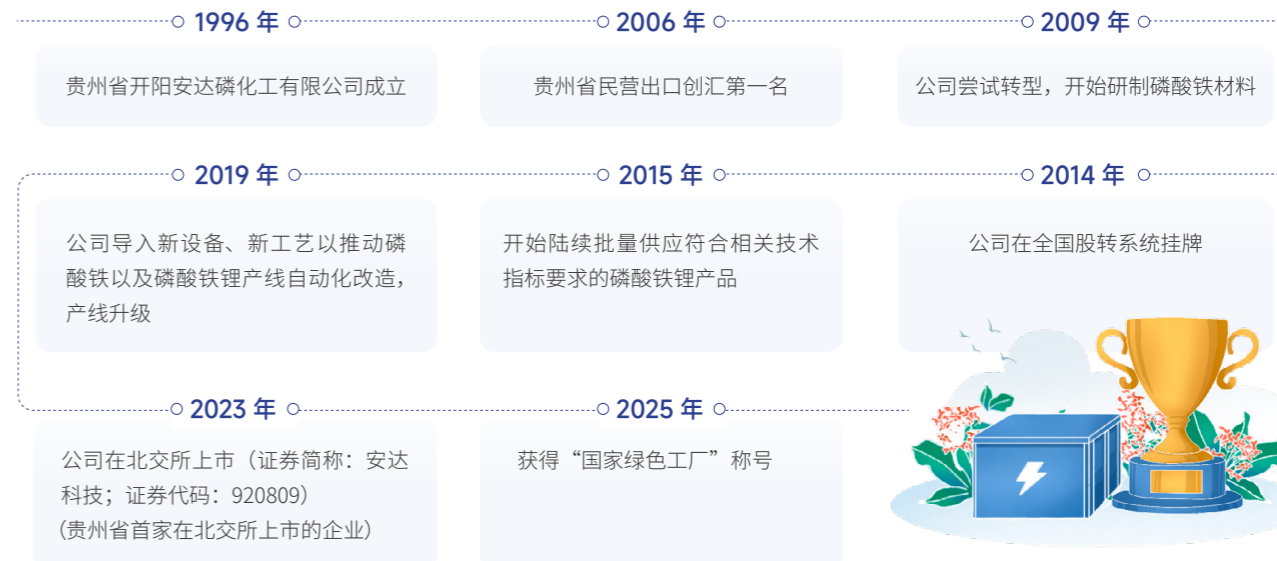 1996 年
贵州省开阳安达磷化工有限公司成立
2006 年
贵州省民营出口创汇第一名
2009 年
公司尝试转型，开始研制磷酸铁材料
2014 年
公司在全国股转系统挂牌
2015 年
开始陆续批量供应符合相关技术
指标要求的磷酸铁锂产品
2019 年
公司导入新设备、新工艺以推动磷
酸铁以及磷酸铁锂产线自动化改造，
产线升级
2023 年
公司在北交所上市（证券简称：安达
科技；证券代码：920809）
（贵州省首家在北交所上市的企业）
2025 年
获得“国家绿色工厂”称号